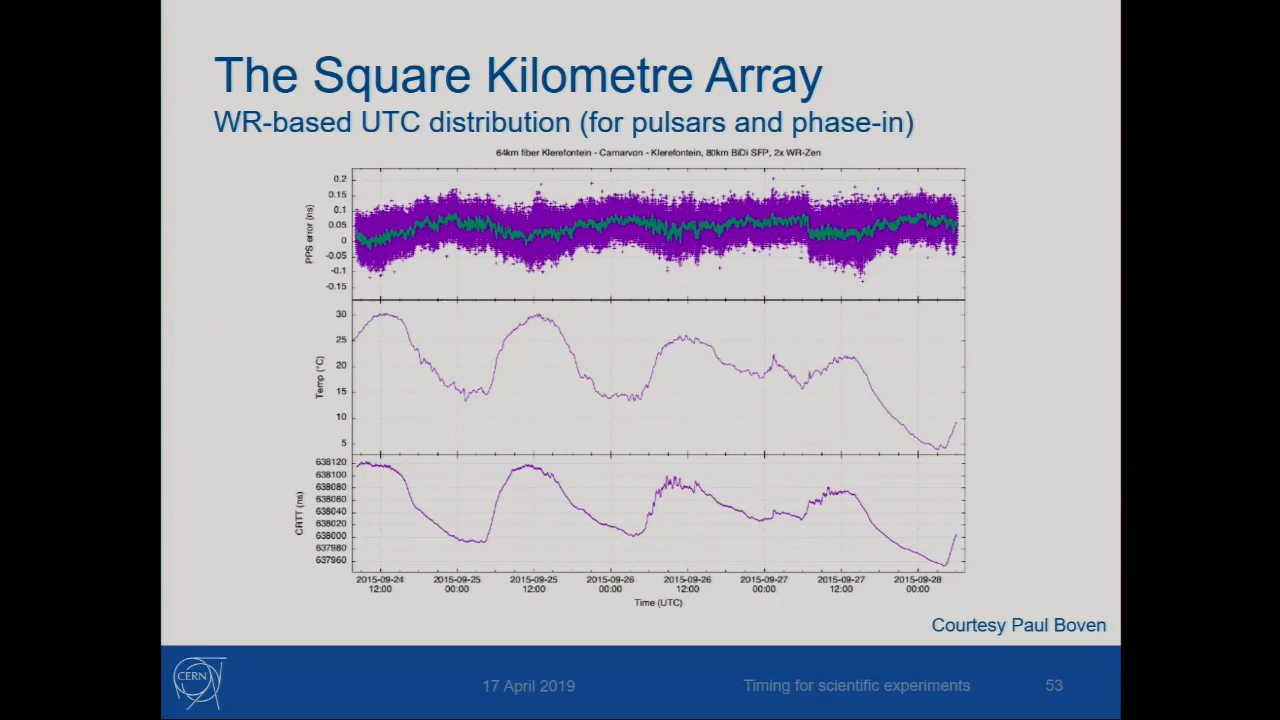 The Square Kilometre Array
WR-based UTC distribution (for pulsars and phase-in)
64km fiber Klerefontein - Carnarvon - Klerefontein, 80km BiDi SFP, 2x WR-Zen
PPS error (ns)
0.2
0.15
0.1
0.05
0
-0.05
-0.1
-0.15
Temp (°C)
30
25
20
15
10
5
CRTT (ns)
638120
638100
638080
638060
638040
638020
638000
637980
637960
2015-09-24 2015-09-25 2015-09-25 2015-09-26 2015-09-26 2015-09-27 2015-09-27 2015-09-28
12:00 00:00 12:00 00:00 12:00 00:00 12:00 00:00
Time (UTC)
Courtesy Paul Boven
CERN
17 April 2019 Timing for scientific experiments 53